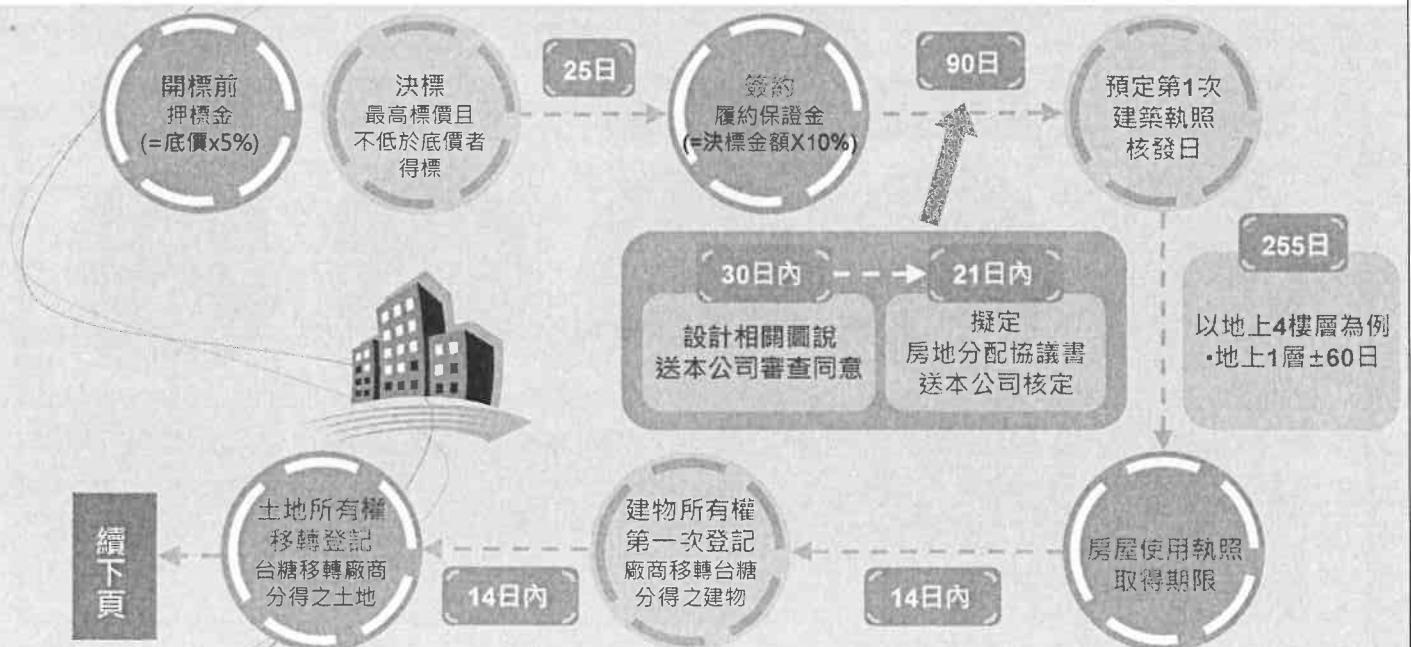 開標前
押標金
(=底價x5%)
決標
最高標價且
不低於底價者
得標
25日
簽約
履約保證金
(=決標金額X10%)
90日
預定第1次
建築執照
核發日
30日內
設計相關圖說
送本公司審查同意
21日內
擬定
房地分配協議書
送本公司核定
255日
以地上4樓層為例
•地上1層±60日
房屋使用執照
取得期限
14日內
建物所有權
第一次登記
廠商移轉台糖
分得之建物
14日內
土地所有權
移轉登記
台糖移轉廠商
分得之土地
續下頁